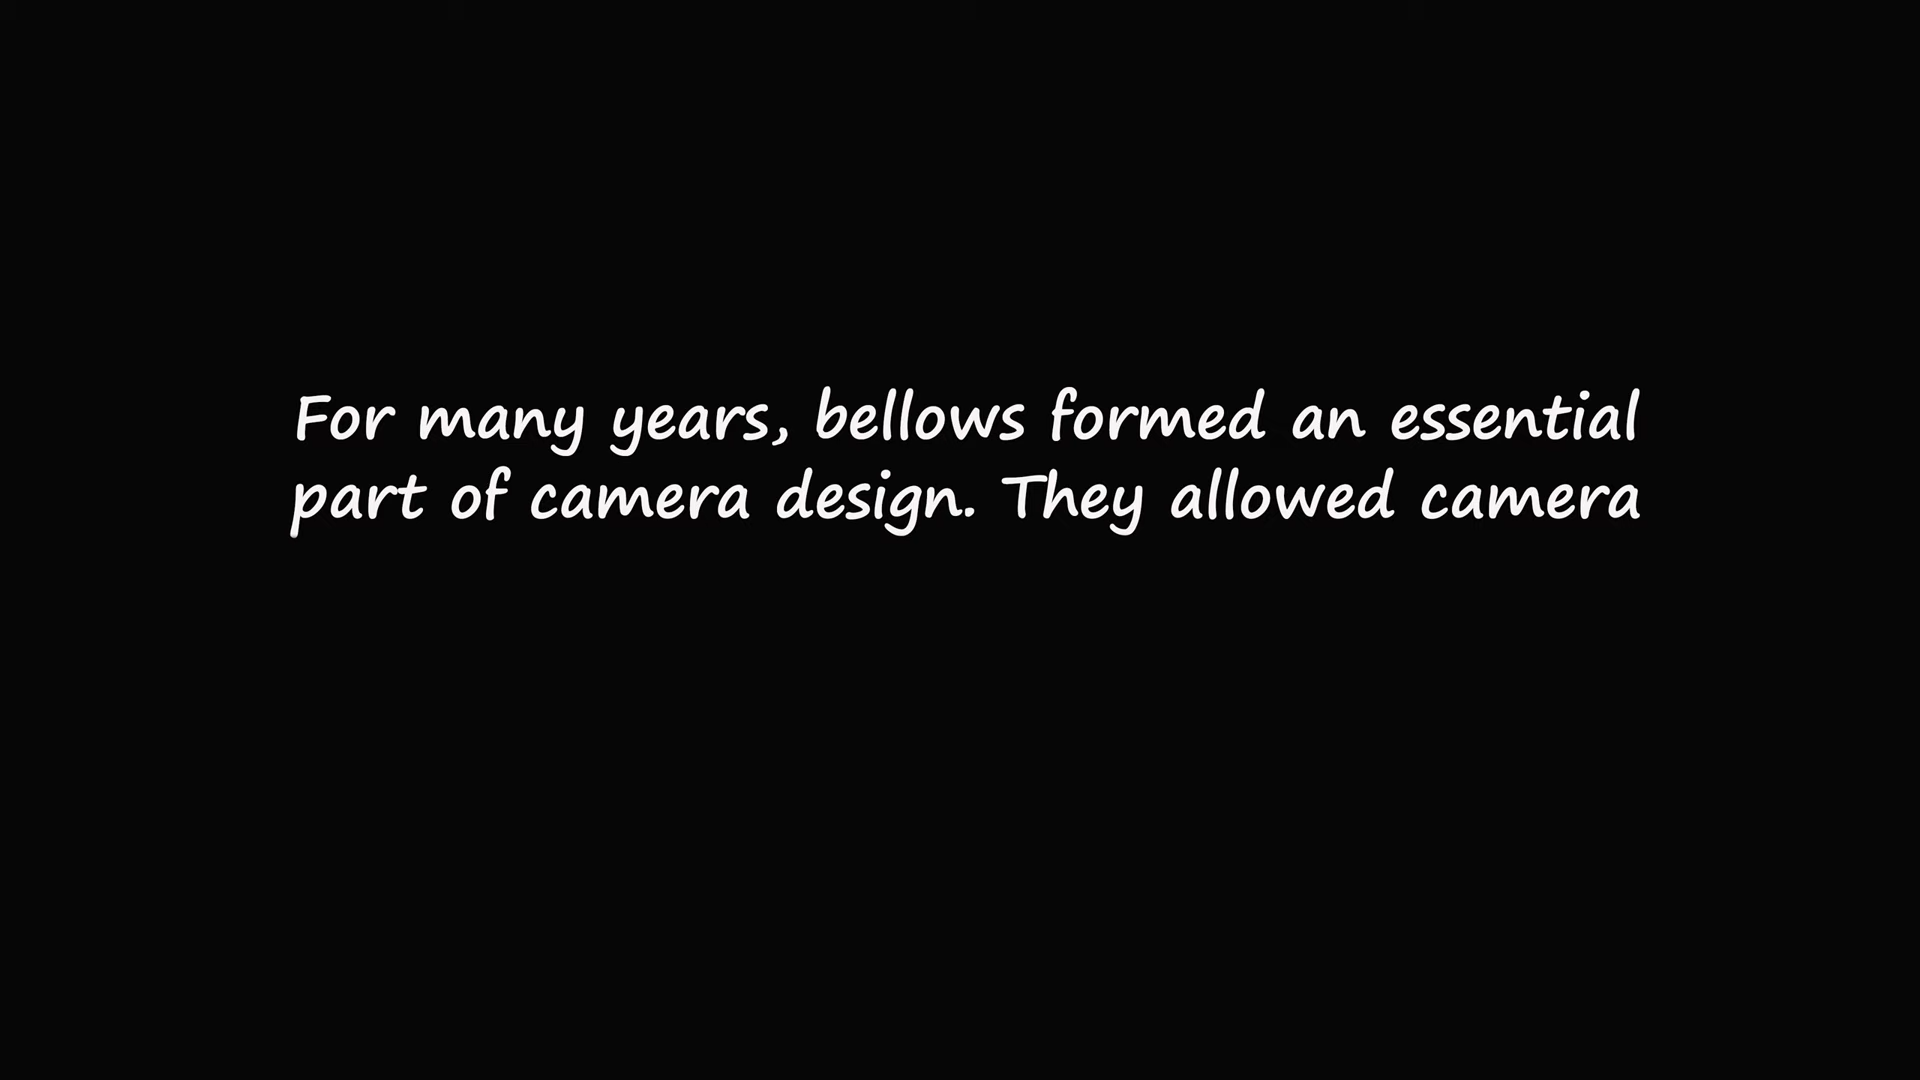 For many years, bellows formed an essential
part of camera design. They allowed camera